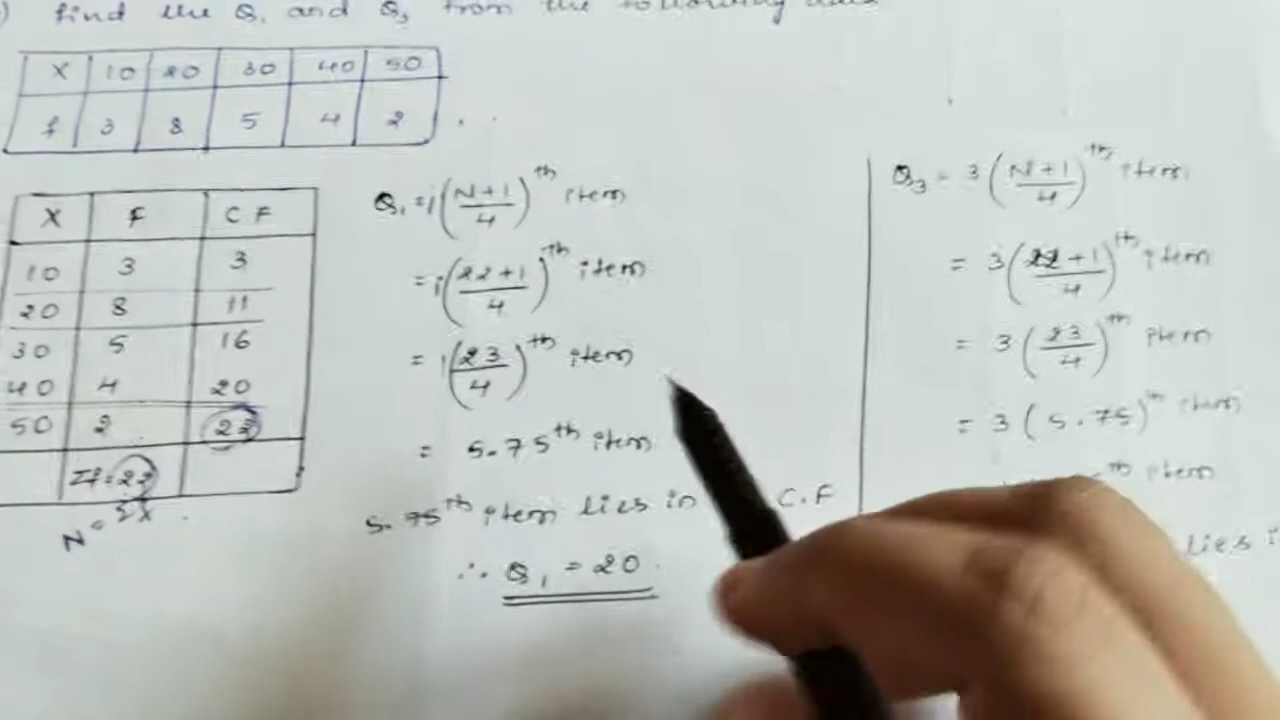 find the Q₁ and Q₃ from the following data
X 10 20 30 40 50
f 3 8 5 4 2
X F CF
10 3 3
20 8 11
30 5 16
40 4 20
50 2 22
Σf = 22
N =
Q₁ = 1(N+1/4)th item
= 1(22+1/4)th item
= 1(23/4)th item
= 5.75th item
5.75th item lies in C.F
∴ Q₁ = 20
Q₃ = 3(N+1/4)th item
= 3(22+1/4)th item
= 3(23/4)th item
= 3(5.75)th item
th item
lies